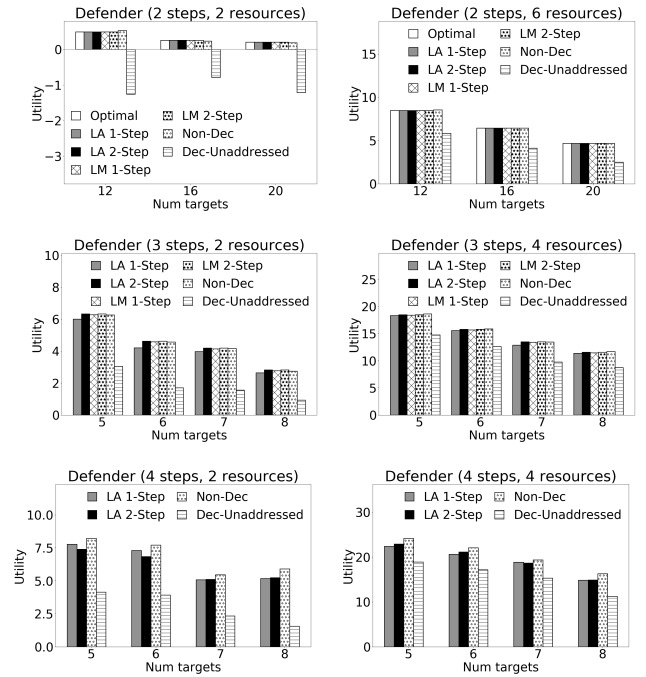 Defender (2 steps, 2 resources)
Utility
0
−1
−2
−3
Optimal
LA 1-Step
LA 2-Step
LM 1-Step
LM 2-Step
Non-Dec
Dec-Unaddressed
12
16
20
Num targets
Defender (2 steps, 6 resources)
Utility
15
10
5
0
Optimal
LA 1-Step
LA 2-Step
LM 1-Step
LM 2-Step
Non-Dec
Dec-Unaddressed
12
16
20
Num targets
Defender (3 steps, 2 resources)
Utility
10
8
6
4
2
0
LA 1-Step
LA 2-Step
LM 1-Step
LM 2-Step
Non-Dec
Dec-Unaddressed
5
6
7
8
Num targets
Defender (3 steps, 4 resources)
Utility
25
20
15
10
5
0
LA 1-Step
LA 2-Step
LM 1-Step
LM 2-Step
Non-Dec
Dec-Unaddressed
5
6
7
8
Num targets
Defender (4 steps, 2 resources)
Utility
10.0
7.5
5.0
2.5
0.0
LA 1-Step
LA 2-Step
Non-Dec
Dec-Unaddressed
5
6
7
8
Num targets
Defender (4 steps, 4 resources)
Utility
30
20
10
0
LA 1-Step
LA 2-Step
Non-Dec
Dec-Unaddressed
5
6
7
8
Num targets